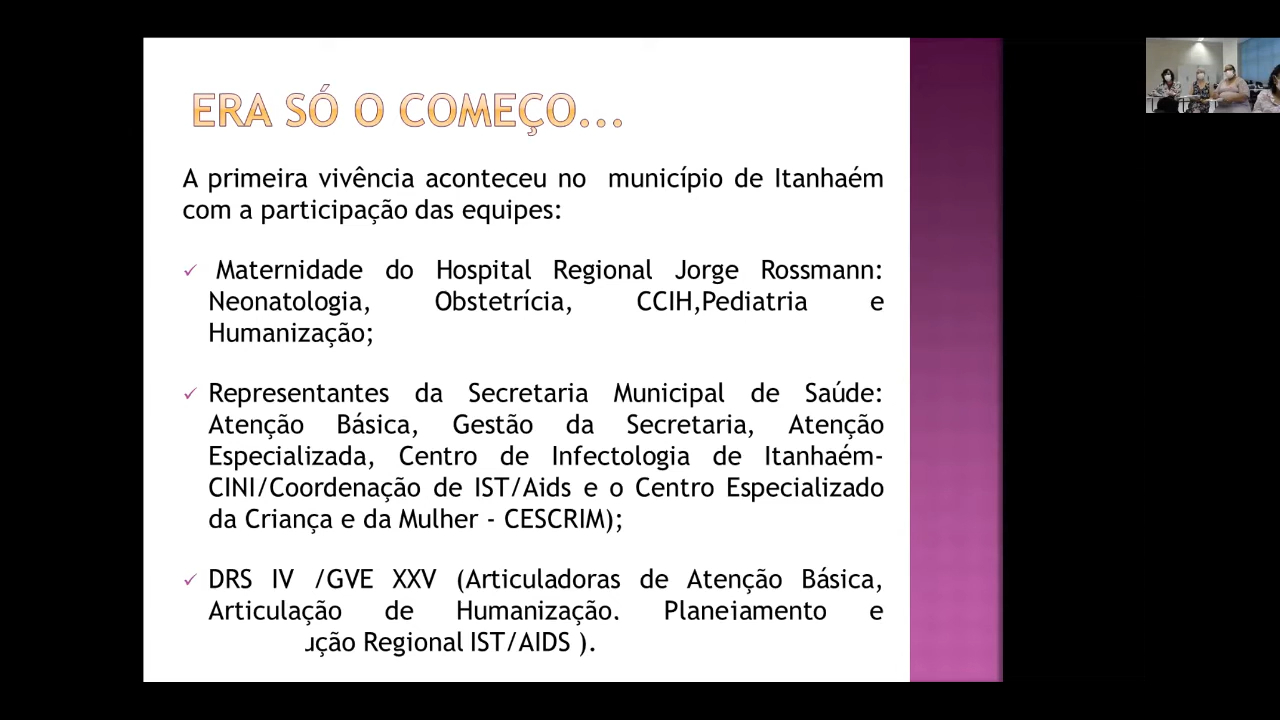 ERA SÓ O COMEÇO...
A primeira vivência aconteceu no município de Itanhaém
com a participação das equipes:
✓ Maternidade do Hospital Regional Jorge Rossmann:
Neonatologia, Obstetrícia, CCIH,Pediatria e
Humanização;
✓ Representantes da Secretaria Municipal de Saúde:
Atenção Básica, Gestão da Secretaria, Atenção
Especializada, Centro de Infectologia de Itanhaém-
CINI/Coordenação de IST/Aids e o Centro Especializado
da Criança e da Mulher - CESCRIM);
✓ DRS IV /GVE XXV (Articuladoras de Atenção Básica,
Articulação de Humanização. Planejamento e
Regional IST/AIDS ).